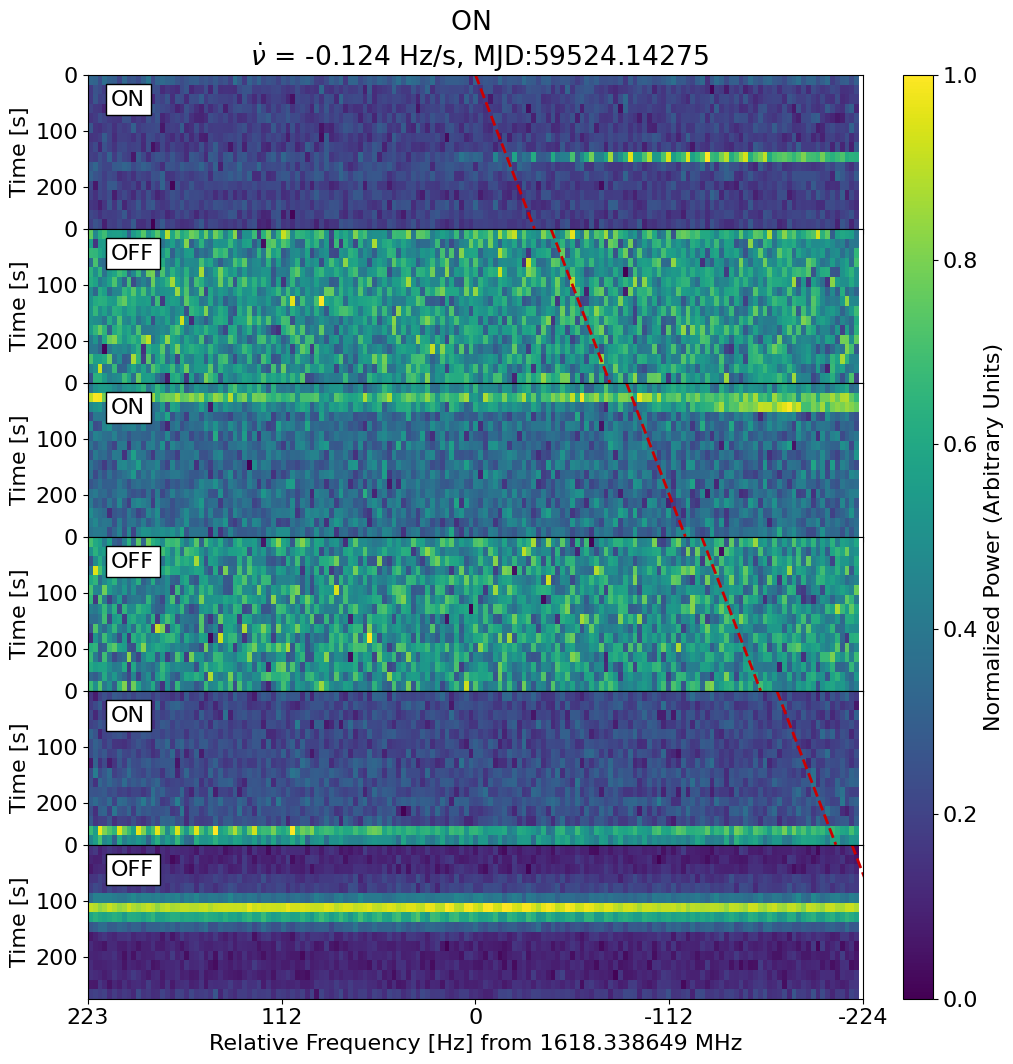 ON
ν̇ = -0.124 Hz/s, MJD:59524.14275
0
ON
100
200
Time [s]
0
OFF
100
200
Time [s]
0
ON
100
200
Time [s]
0
OFF
100
200
Time [s]
0
ON
100
200
Time [s]
0
OFF
100
200
Time [s]
223 112 0 -112 -224
Relative Frequency [Hz] from 1618.338649 MHz
1.0
0.8
0.6
0.4
0.2
0.0
Normalized Power (Arbitrary Units)